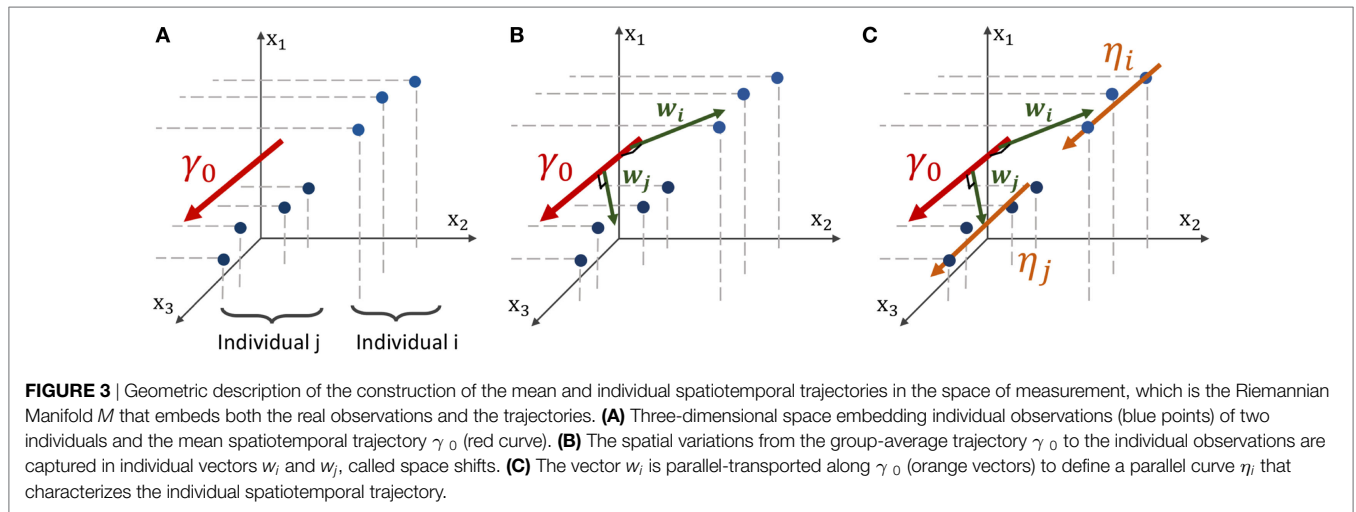 A
x₁
γ₀
x₂
x₃
Individual j
Individual i
B
x₁
wᵢ
γ₀
wⱼ
x₂
x₃
C
x₁
ηᵢ
wᵢ
γ₀
wⱼ
x₂
ηⱼ
x₃
FIGURE 3 | Geometric description of the construction of the mean and individual spatiotemporal trajectories in the space of measurement, which is the Riemannian
Manifold M that embeds both the real observations and the trajectories. (A) Three-dimensional space embedding individual observations (blue points) of two
individuals and the mean spatiotemporal trajectory γ 0 (red curve). (B) The spatial variations from the group-average trajectory γ 0 to the individual observations are
captured in individual vectors wᵢ and wⱼ, called space shifts. (C) The vector wᵢ is parallel-transported along γ 0 (orange vectors) to define a parallel curve ηᵢ that
characterizes the individual spatiotemporal trajectory.